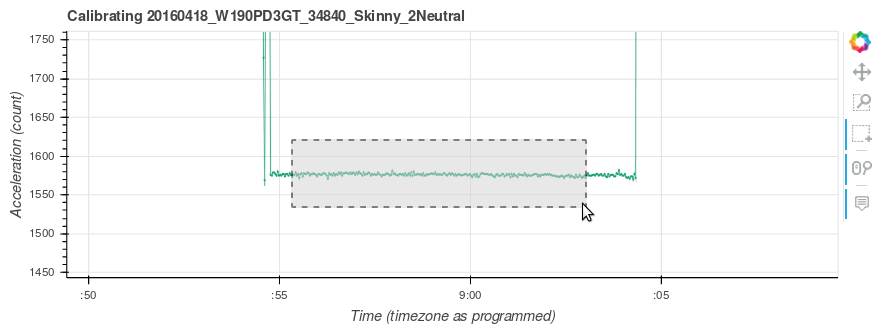 Calibrating 20160418_W190PD3GT_34840_Skinny_2Neutral
1750
1700
1650
1600
1550
1500
1450
Acceleration (count)
:50 :55 9:00 :05
Time (timezone as programmed)